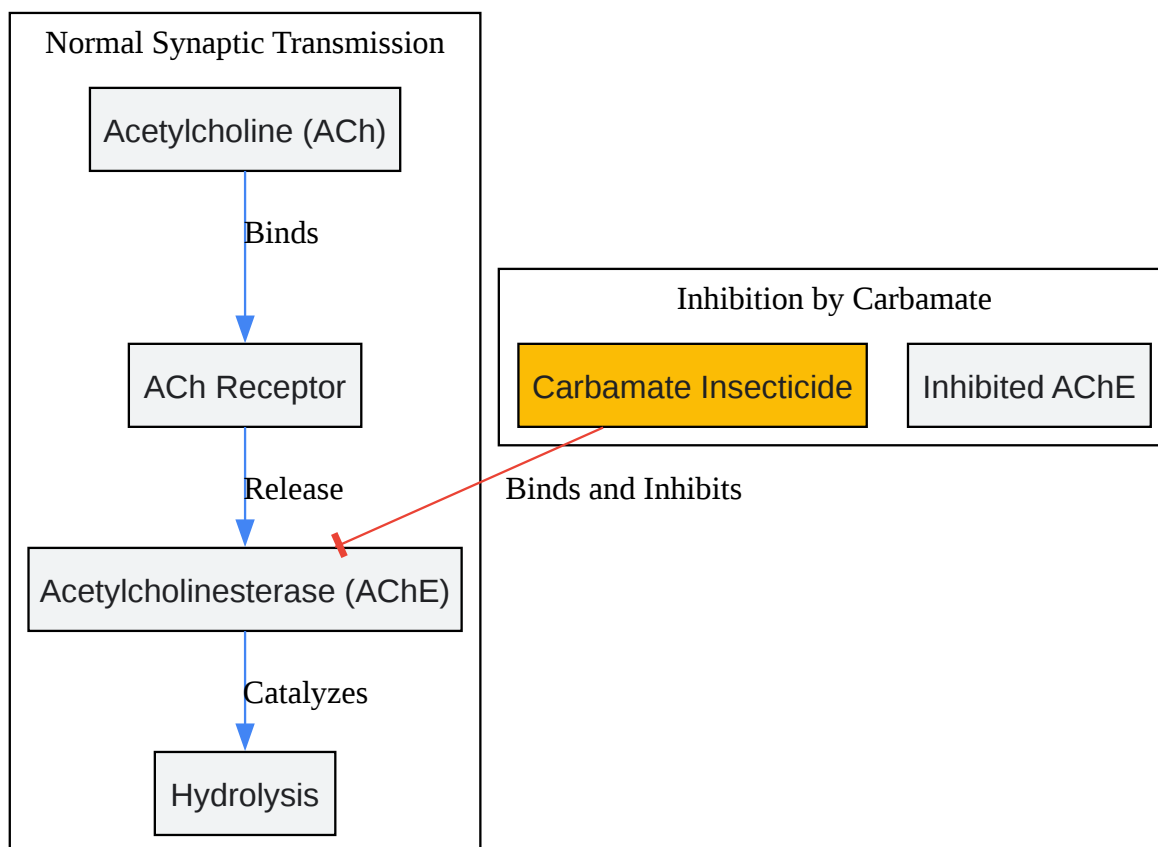 Normal Synaptic Transmission
Acetylcholine (ACh)
Binds
ACh Receptor
Release
Acetylcholinesterase (AChE)
Catalyzes
Hydrolysis
Inhibition by Carbamate
Carbamate Insecticide
Inhibited AChE
Binds and Inhibits